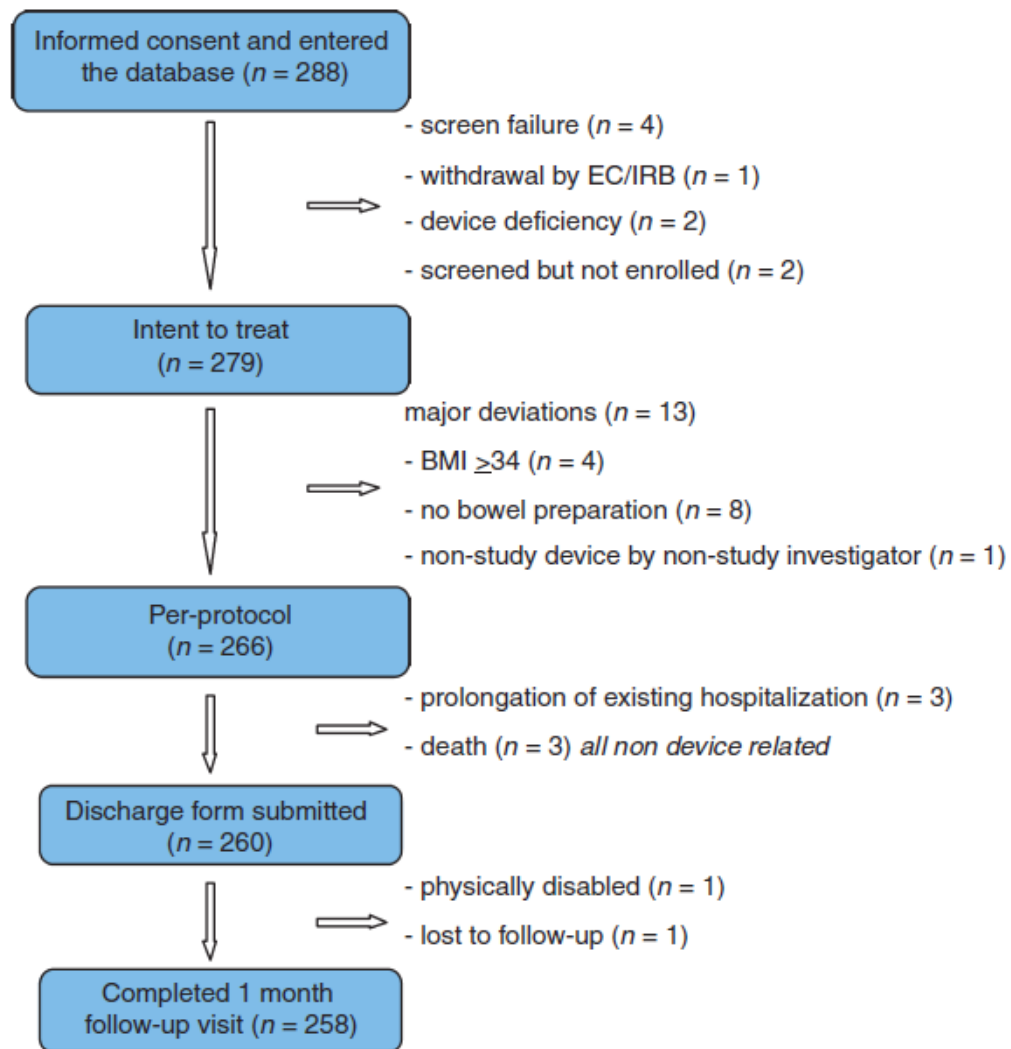 Informed consent and entered
the database (n = 288)
- screen failure (n = 4)
- withdrawal by EC/IRB (n = 1)
- device deficiency (n = 2)
- screened but not enrolled (n = 2)
Intent to treat
(n = 279)
major deviations (n = 13)
- BMI ≥34 (n = 4)
- no bowel preparation (n = 8)
- non-study device by non-study investigator (n = 1)
Per-protocol
(n = 266)
- prolongation of existing hospitalization (n = 3)
- death (n = 3) all non device related
Discharge form submitted
(n = 260)
- physically disabled (n = 1)
- lost to follow-up (n = 1)
Completed 1 month
follow-up visit (n = 258)